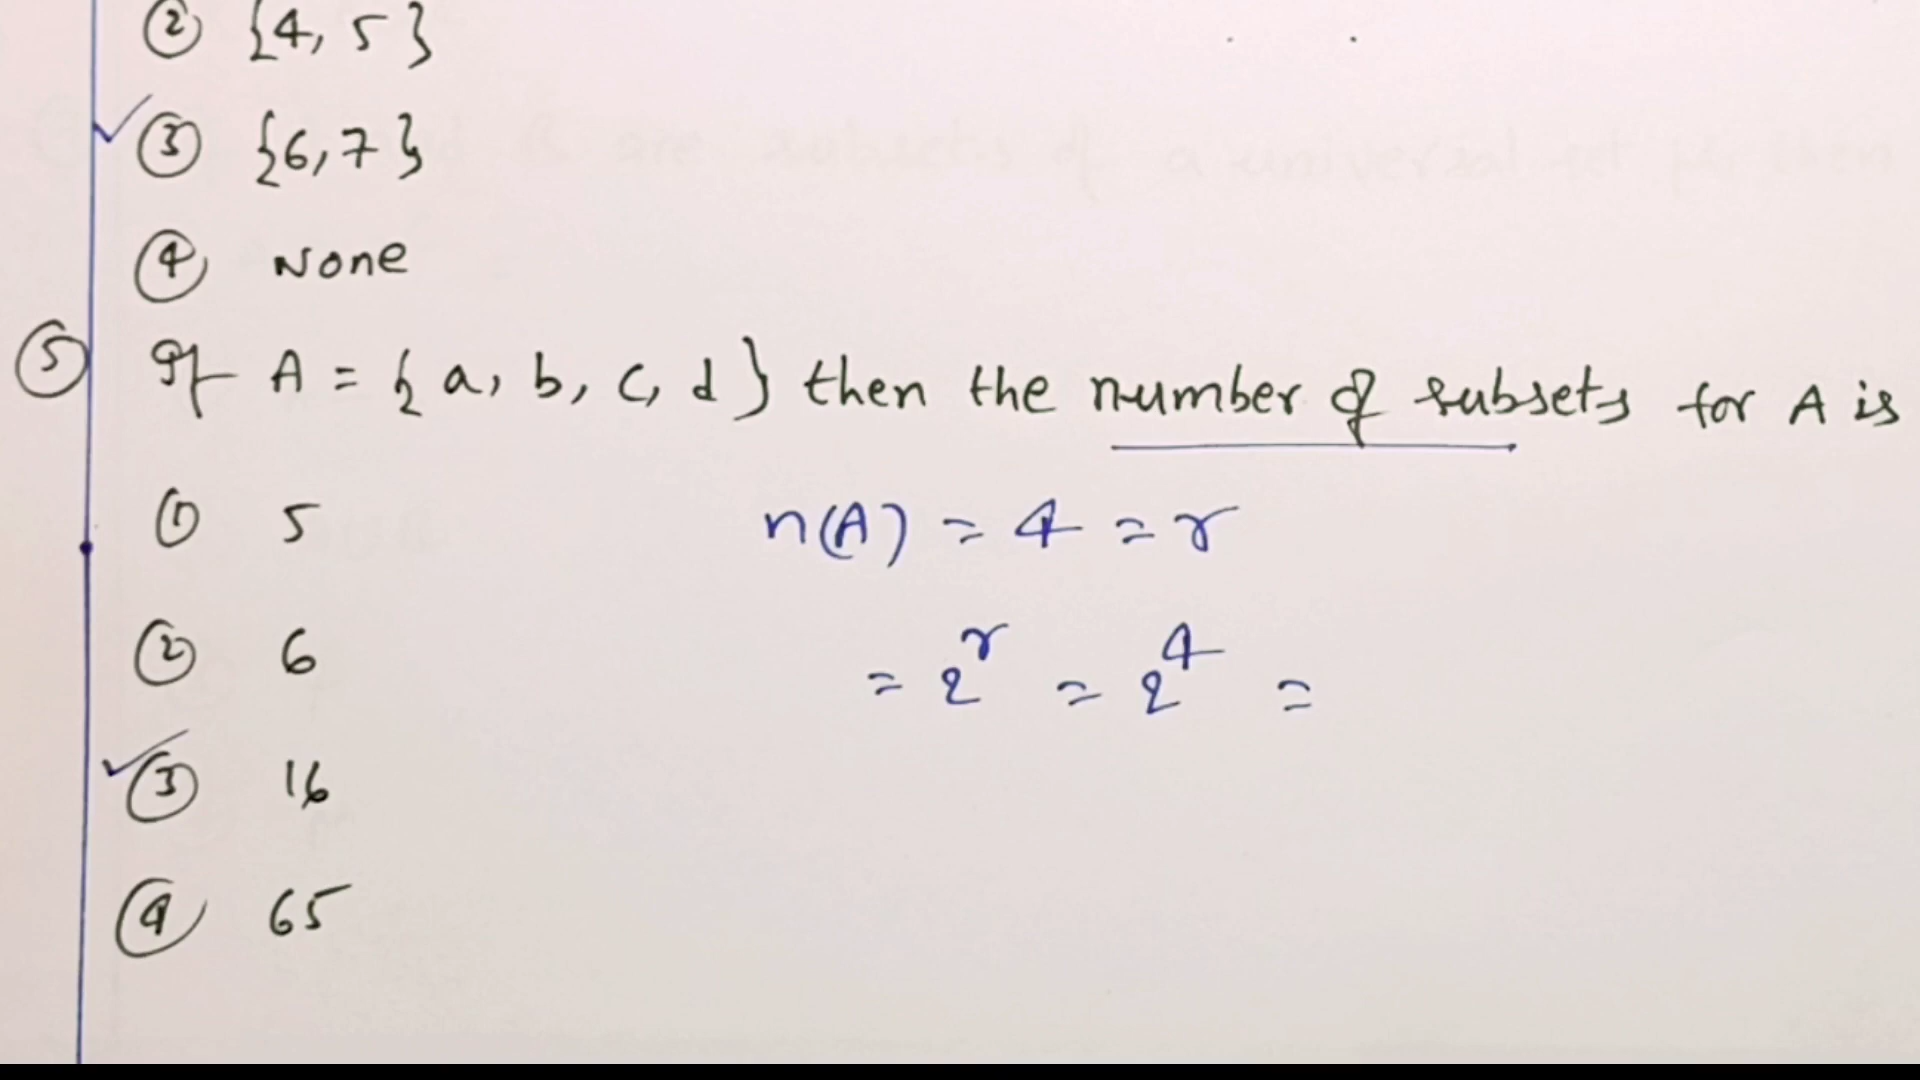 ② {4, 5}
③ {6, 7}
④ None
⑤ If A = { a, b, c, d } then the number of subsets for A is
① 5
n(A) = 4 = r
② 6
= 2^r = 2^4 =
③ 16
④ 65